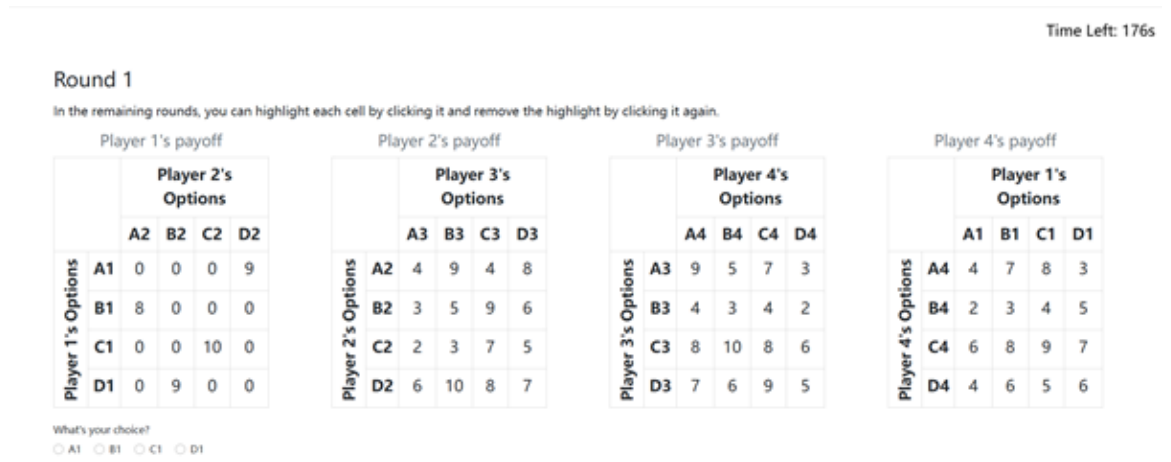 Time Left: 176s
Round 1
In the remaining rounds, you can highlight each cell by clicking it and remove the highlight by clicking it again.
Player 1's payoff
Player 2's Options
A2 B2 C2 D2
Player 1's Options
A1 0 0 0 9
B1 8 0 0 0
C1 0 0 10 0
D1 0 9 0 0
Player 2's payoff
Player 3's Options
A3 B3 C3 D3
Player 2's Options
A2 4 9 4 8
B2 3 5 9 6
C2 2 3 7 5
D2 6 10 8 7
Player 3's payoff
Player 4's Options
A4 B4 C4 D4
Player 3's Options
A3 9 5 7 3
B3 4 3 4 2
C3 8 10 8 6
D3 7 6 9 5
Player 4's payoff
Player 1's Options
A1 B1 C1 D1
Player 4's Options
A4 4 7 8 3
B4 2 3 4 5
C4 6 8 9 7
D4 4 6 5 6
What's your choice?
A1 B1 C1 D1